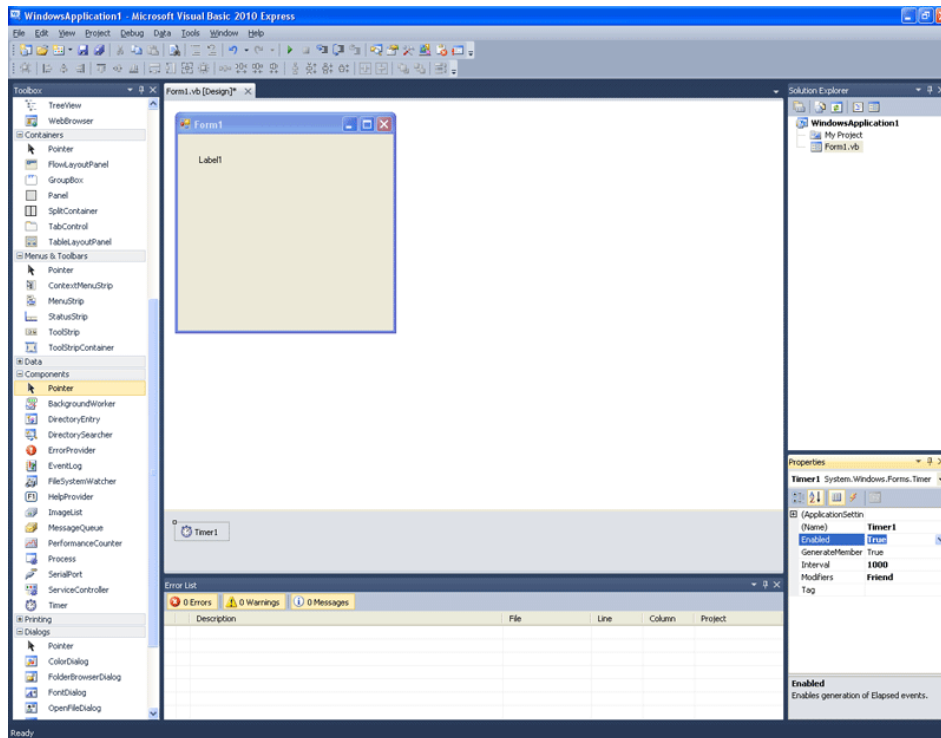 WindowsApplication1 - Microsoft Visual Basic 2010 Express
File Edit View Project Debug Data Tools Window Help
Toolbox
TreeView
WebBrowser
Containers
Pointer
FlowLayoutPanel
GroupBox
Panel
SplitContainer
TabControl
TableLayoutPanel
Menus & Toolbars
Pointer
ContextMenuStrip
MenuStrip
StatusStrip
ToolStrip
ToolStripContainer
Data
Components
Pointer
BackgroundWorker
DirectoryEntry
DirectorySearcher
ErrorProvider
EventLog
FileSystemWatcher
HelpProvider
ImageList
MessageQueue
PerformanceCounter
Process
SerialPort
ServiceController
Timer
Printing
Dialogs
Pointer
ColorDialog
FolderBrowserDialog
FontDialog
OpenFileDialog
Form1.vb [Design]*
Form1
Label1
Timer1
Error List
0 Errors 0 Warnings 0 Messages
Description File Line Column Project
Solution Explorer
WindowsApplication1
My Project
Form1.vb
Properties
Timer1 System.Windows.Forms.Timer
(ApplicationSettin
(Name) Timer1
Enabled True
GenerateMember True
Interval 1000
Modifiers Friend
Tag
Enabled
Enables generation of Elapsed events.
Ready